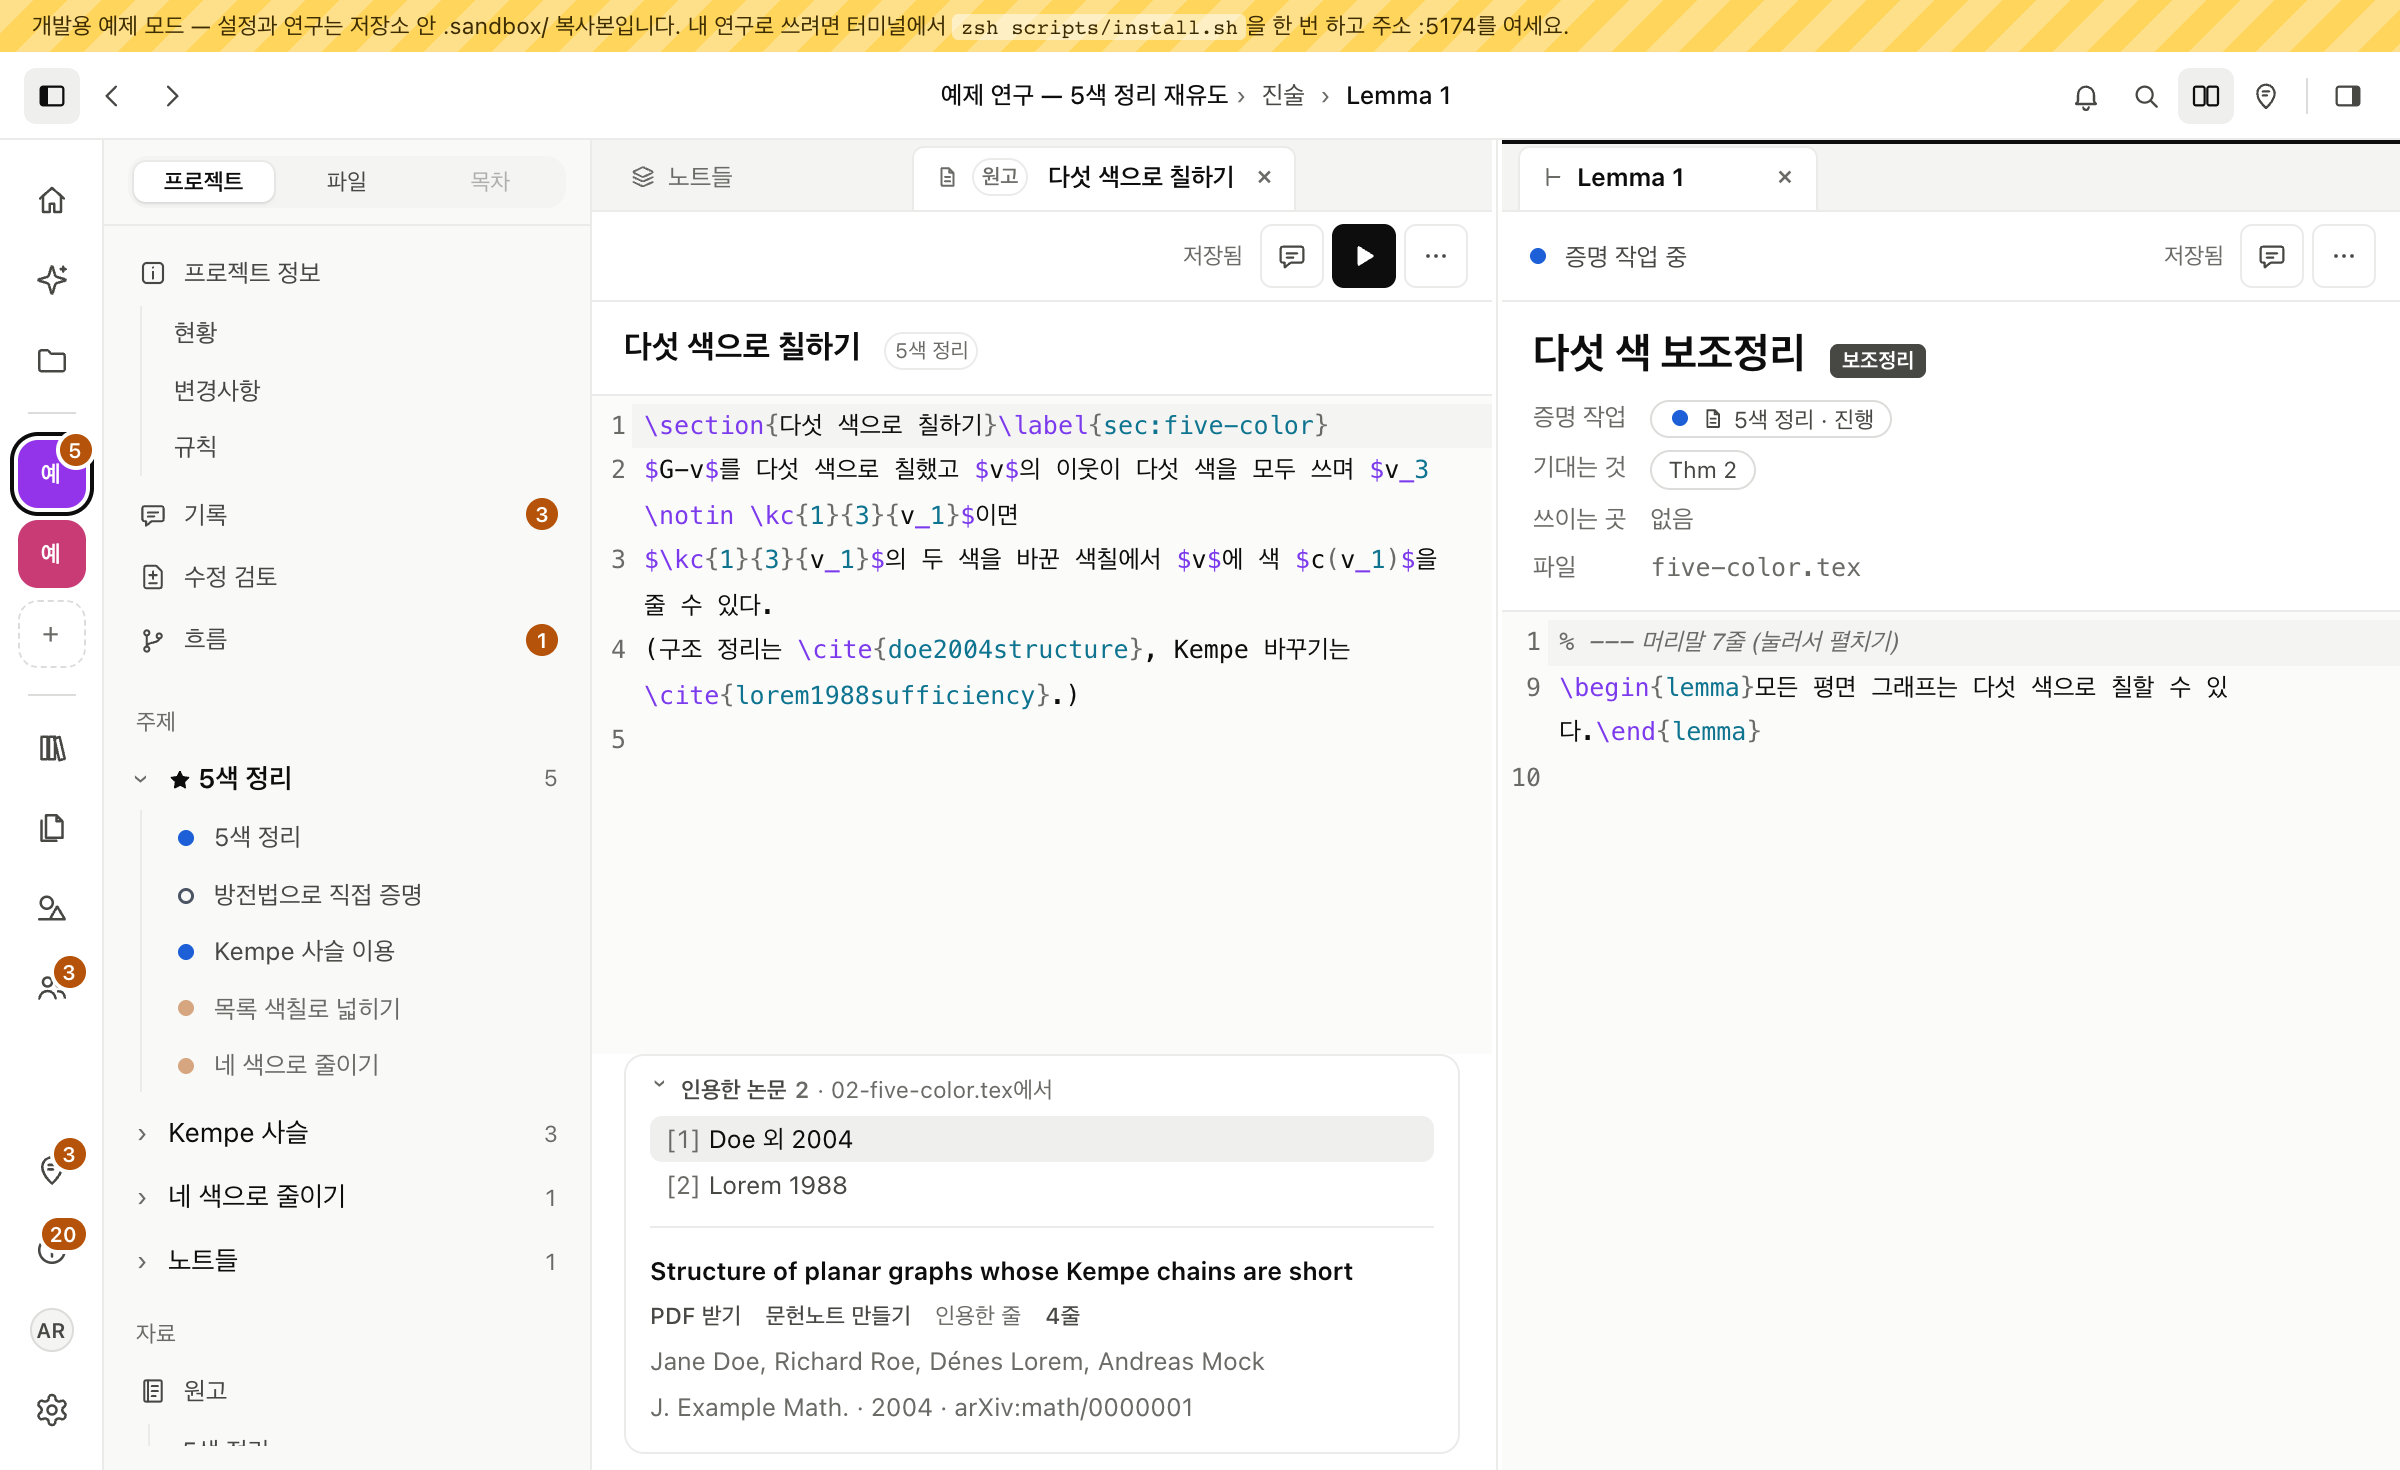 개발용 예제 모드 — 설정과 연구는 저장소 안 .sandbox/ 복사본입니다. 내 연구로 쓰려면 터미널에서 zsh scripts/install.sh을 한 번 하고 주소 :5174를 여세요.
예제 연구 — 5색 정리 재유도 › 진술 › Lemma 1
예
5
예
+
3
3
20
AR
프로젝트 파일 목차
프로젝트 정보
현황
변경사항
규칙
기록 3
수정 검토
흐름 1
주제
★ 5색 정리 5
5색 정리
방전법으로 직접 증명
Kempe 사슬 이용
목록 색칠로 넓히기
네 색으로 줄이기
Kempe 사슬 3
네 색으로 줄이기 1
노트들 1
자료
원고
노트들
원고 다섯 색으로 칠하기 ×
저장됨
다섯 색으로 칠하기 5색 정리
1 \section{다섯 색으로 칠하기}\label{sec:five-color}
2 $G-v$를 다섯 색으로 칠했고 $v$의 이웃이 다섯 색을 모두 쓰며 $v_3
\notin \kc{1}{3}{v_1}$이면
3 $\kc{1}{3}{v_1}$의 두 색을 바꾼 색칠에서 $v$에 색 $c(v_1)$을
줄 수 있다.
4 (구조 정리는 \cite{doe2004structure}, Kempe 바꾸기는
\cite{lorem1988sufficiency}.)
5
인용한 논문 2 · 02-five-color.tex에서
[1] Doe 외 2004
[2] Lorem 1988
Structure of planar graphs whose Kempe chains are short
PDF 받기 문헌노트 만들기 인용한 줄 4줄
Jane Doe, Richard Roe, Dénes Lorem, Andreas Mock
J. Example Math. · 2004 · arXiv:math/0000001
⊢ Lemma 1 ×
증명 작업 중 저장됨
다섯 색 보조정리 보조정리
증명 작업 5색 정리 · 진행
기대는 것 Thm 2
쓰이는 곳 없음
파일 five-color.tex
1 % --- 머리말 7줄 (눌러서 펼치기)
9 \begin{lemma}모든 평면 그래프는 다섯 색으로 칠할 수 있
다.\end{lemma}
10